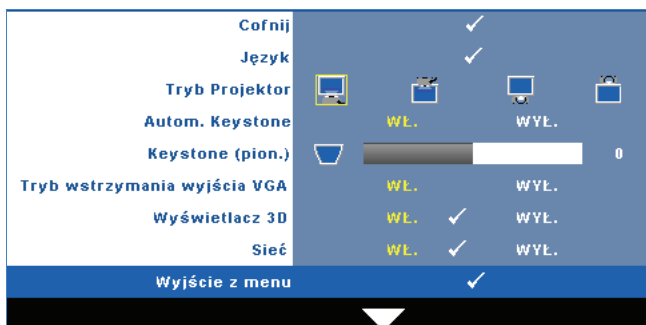 Cofnij
Język
Tryb Projektor
Autom. Keystone WŁ. WYŁ.
Keystone (pion.) 0
Tryb wstrzymania wyjścia VGA WŁ. WYŁ.
Wyświetlacz 3D WŁ. WYŁ.
Sieć WŁ. WYŁ.
Wyjście z menu